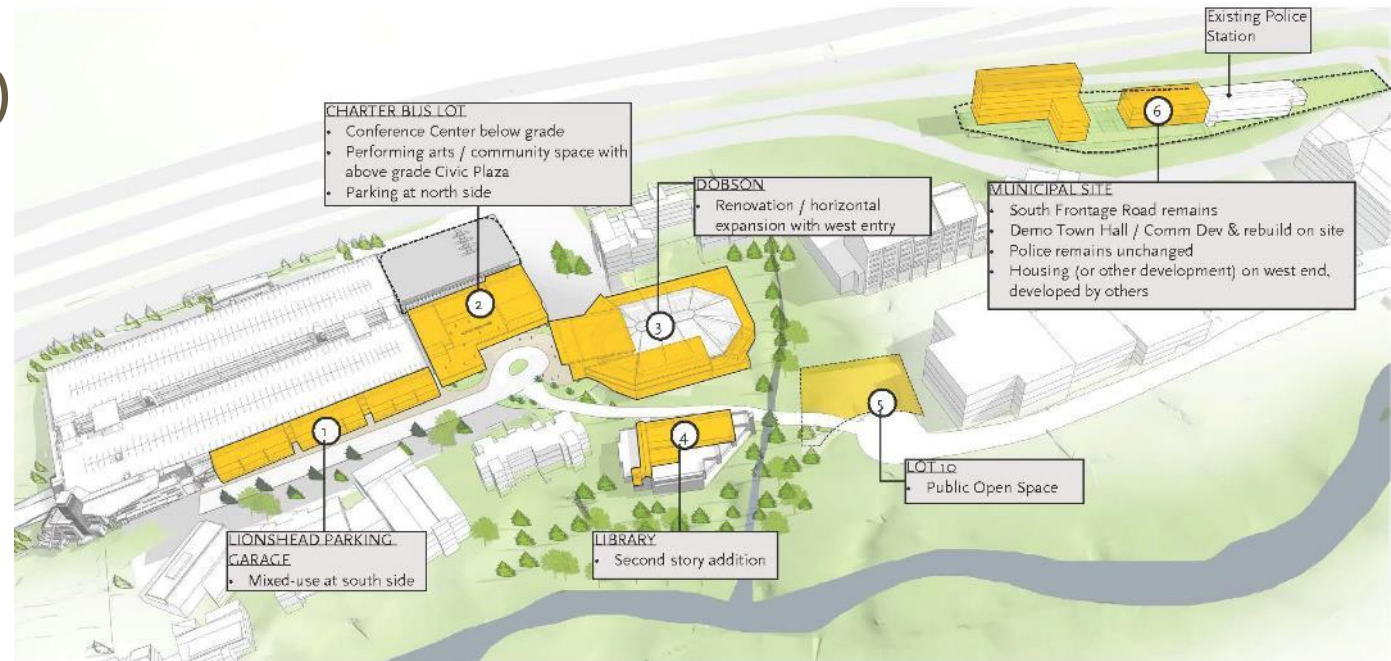 )
Existing Police
Station
CHARTER BUS LOT
• Conference Center below grade
• Performing arts / community space with
above grade Civic Plaza
• Parking at north side
DOBSON
• Renovation / horizontal
expansion with west entry
MUNICIPAL SITE
• South Frontage Road remains
• Demo Town Hall / Comm Dev & rebuild on site
• Police remains unchanged
• Housing (or other development) on west end,
developed by others
LOT 10
• Public Open Space
LIBRARY
• Second story addition
LIONSHEAD PARKING
GARAGE
• Mixed-use at south side
1
2
3
4
5
6